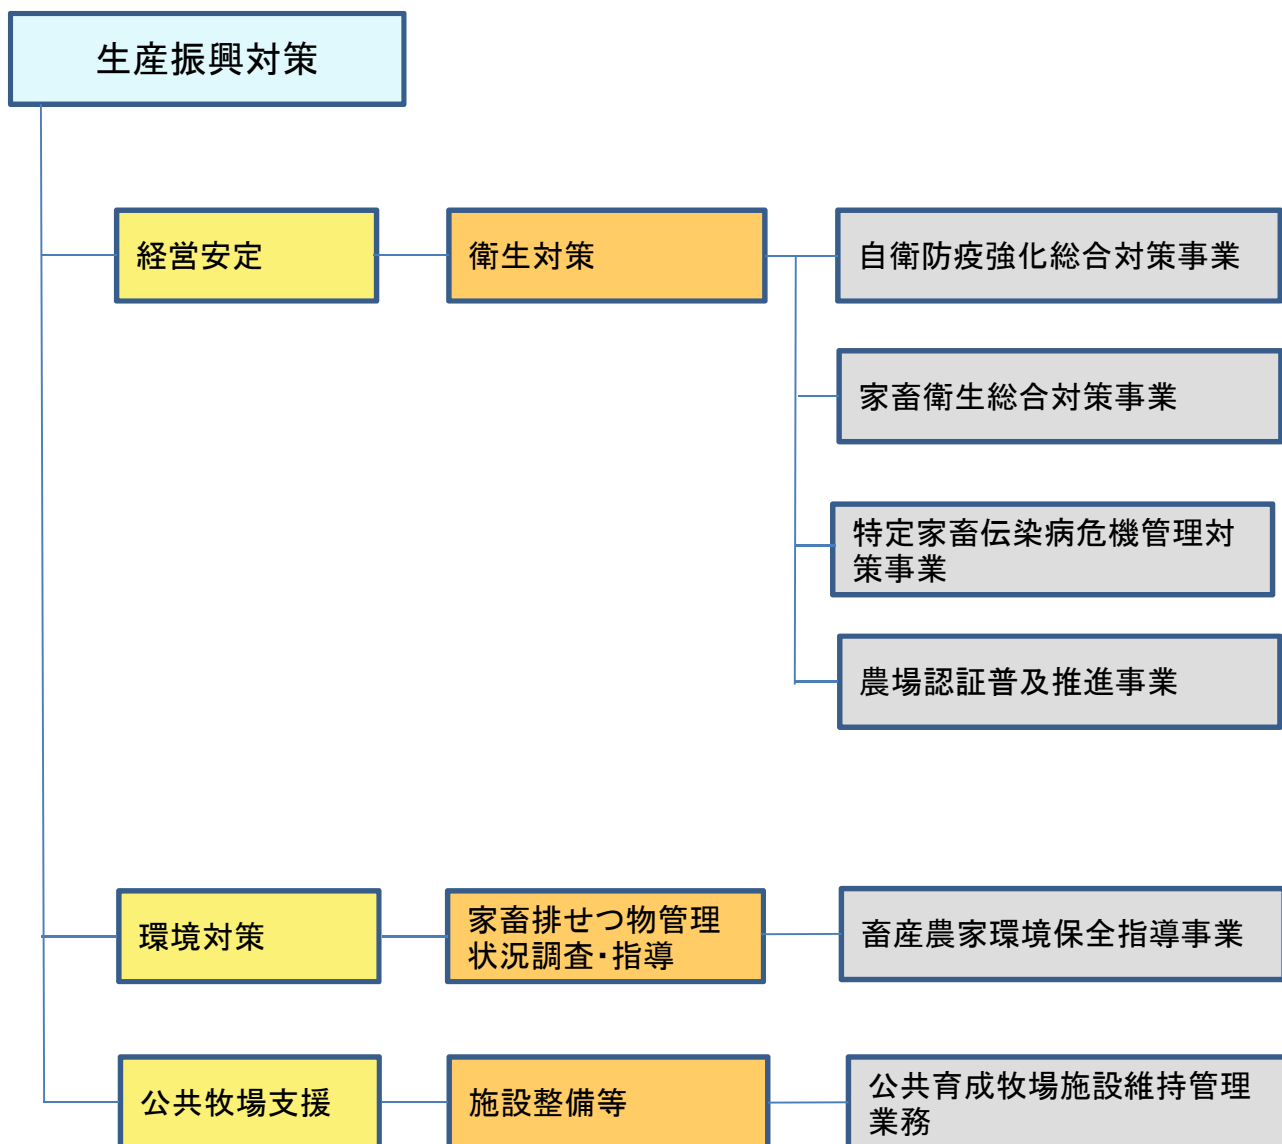 生産振興対策
経営安定
衛生対策
自衛防疫強化総合対策事業
家畜衛生総合対策事業
特定家畜伝染病危機管理対
策事業
農場認証普及推進事業
環境対策
家畜排せつ物管理
状況調査・指導
畜産農家環境保全指導事業
公共牧場支援
施設整備等
公共育成牧場施設維持管理
業務